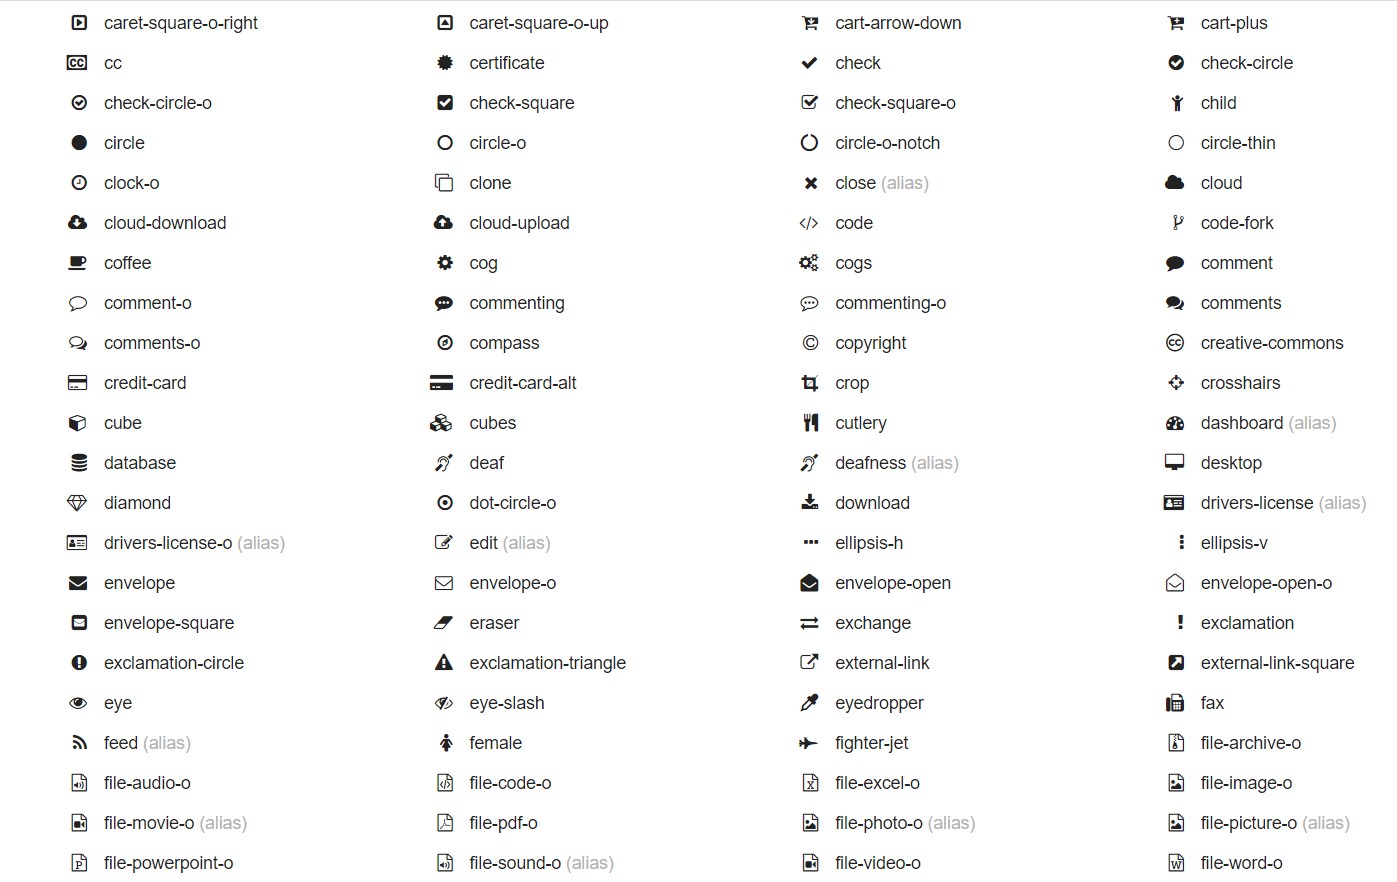 caret-square-o-right caret-square-o-up cart-arrow-down cart-plus
cc certificate check check-circle
check-circle-o check-square check-square-o child
circle circle-o circle-o-notch circle-thin
clock-o clone close (alias) cloud
cloud-download cloud-upload code code-fork
coffee cog cogs comment
comment-o commenting commenting-o comments
comments-o compass copyright creative-commons
credit-card credit-card-alt crop crosshairs
cube cubes cutlery dashboard (alias)
database deaf deafness (alias) desktop
diamond dot-circle-o download drivers-license (alias)
drivers-license-o (alias) edit (alias) ellipsis-h ellipsis-v
envelope envelope-o envelope-open envelope-open-o
envelope-square eraser exchange exclamation
exclamation-circle exclamation-triangle external-link external-link-square
eye eye-slash eyedropper fax
feed (alias) female fighter-jet file-archive-o
file-audio-o file-code-o file-excel-o file-image-o
file-movie-o (alias) file-pdf-o file-photo-o (alias) file-picture-o (alias)
file-powerpoint-o file-sound-o (alias) file-video-o file-word-o